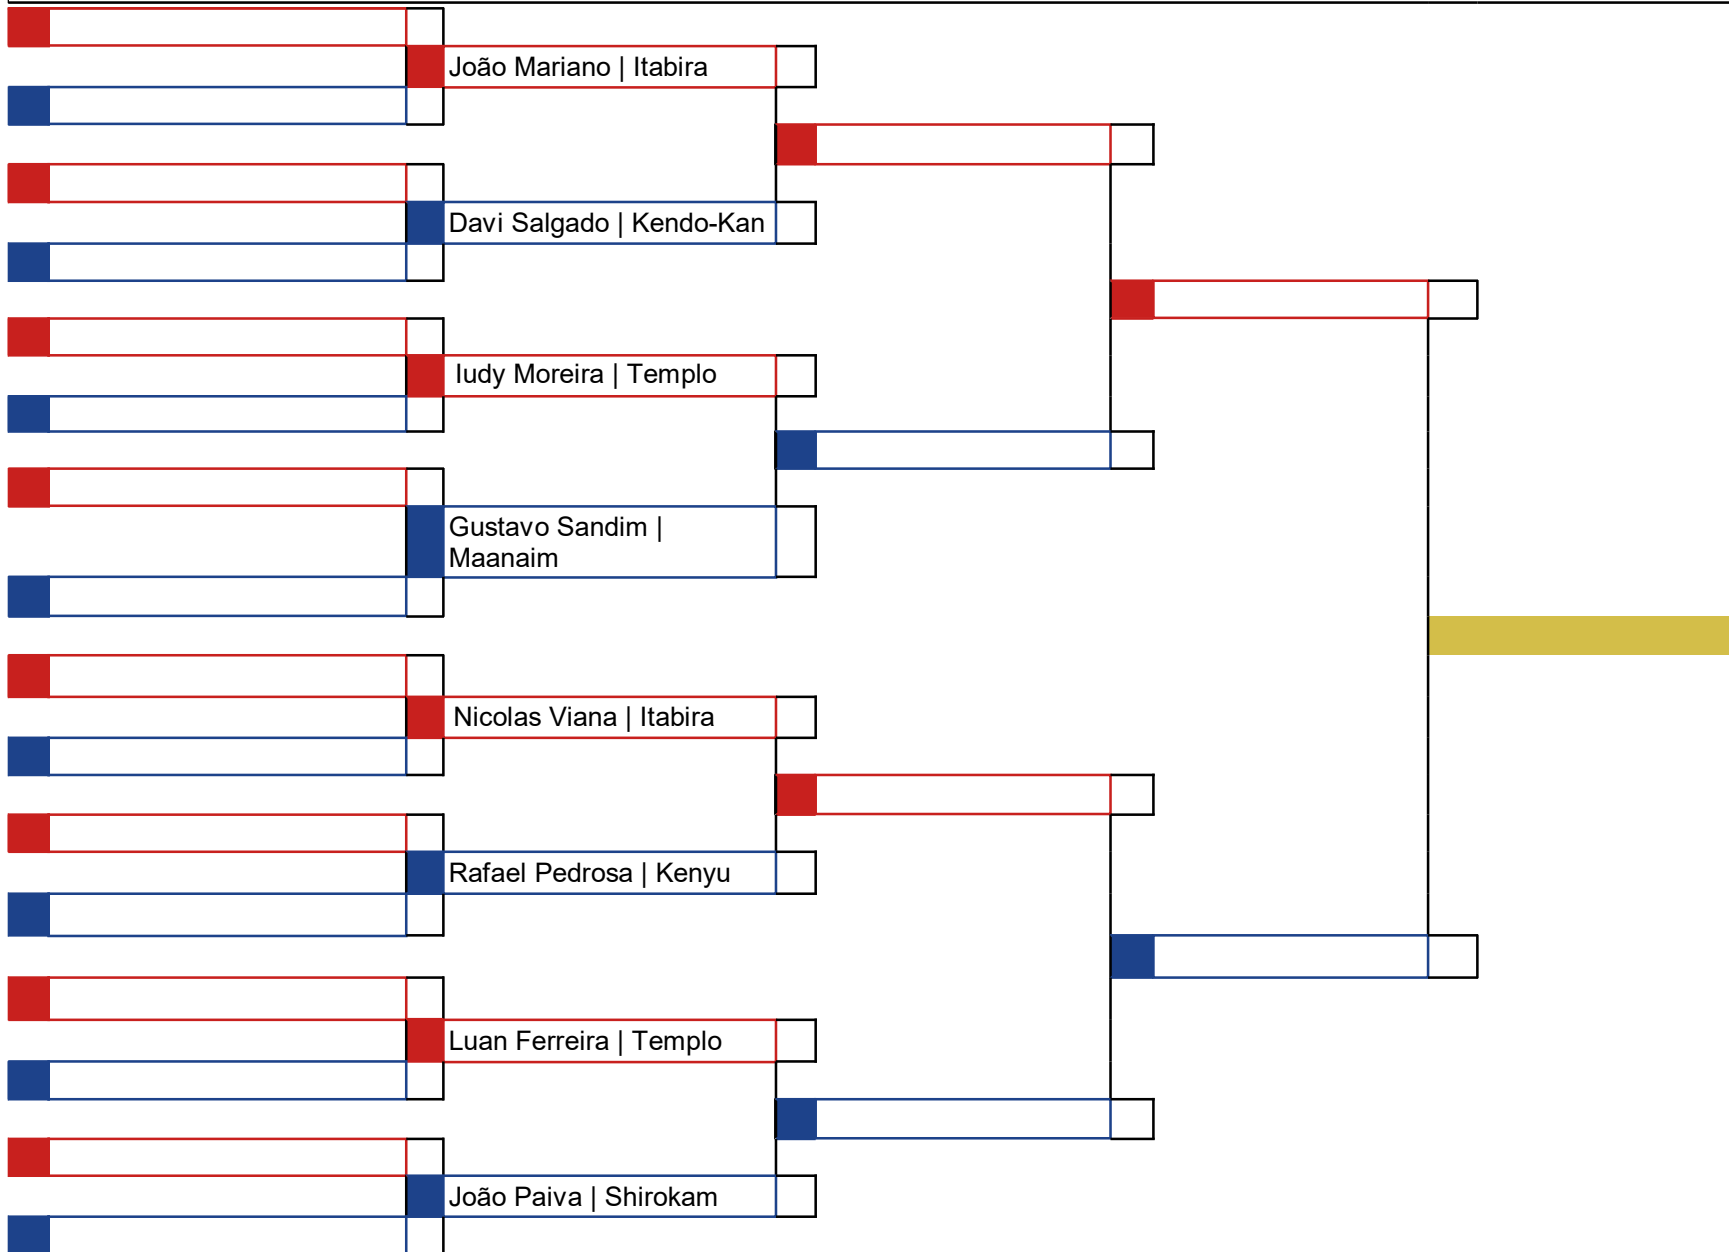 João Mariano | Itabira
Davi Salgado | Kendo-Kan
Iudy Moreira | Templo
Gustavo Sandim |
Maanaim
Nicolas Viana | Itabira
Rafael Pedrosa | Kenyu
Luan Ferreira | Templo
João Paiva | Shirokam